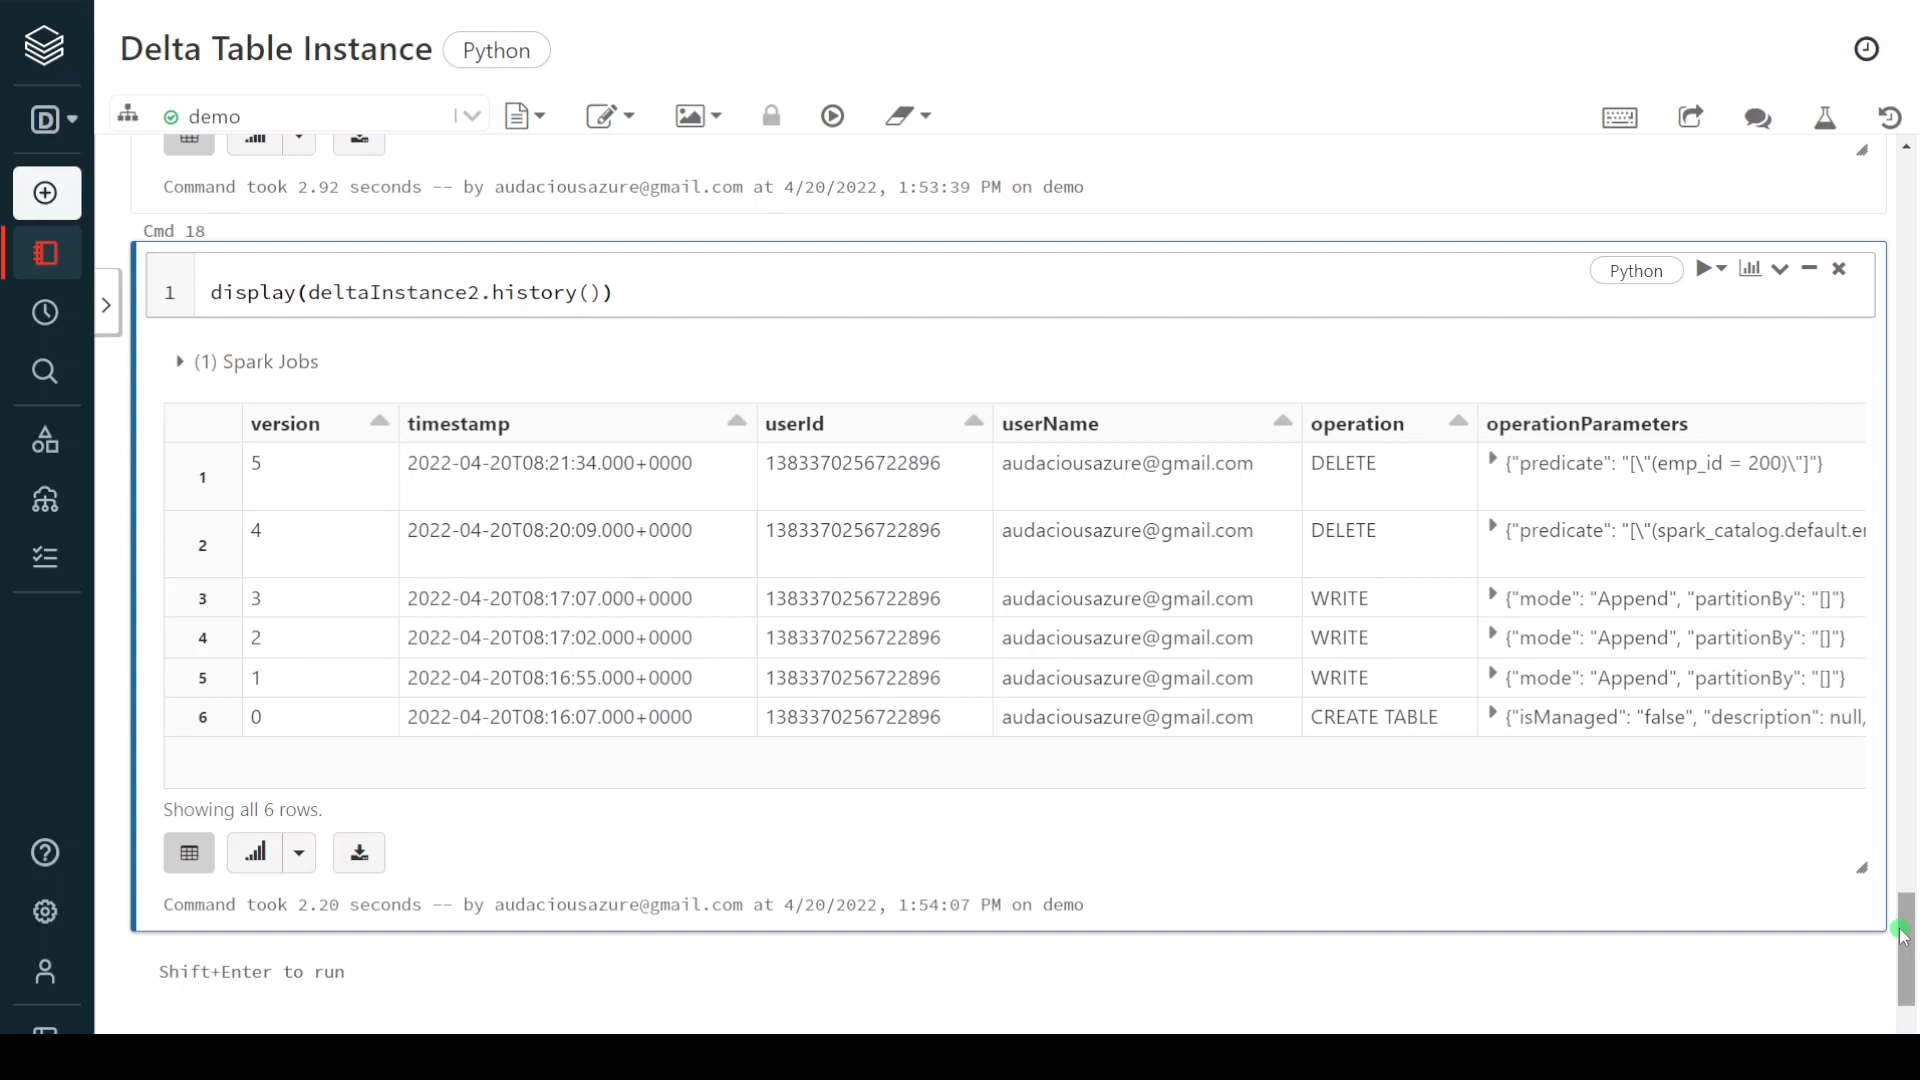 Delta Table Instance Python
demo
Command took 2.92 seconds -- by audaciousazure@gmail.com at 4/20/2022, 1:53:39 PM on demo
Cmd 18
Python
1 display(deltaInstance2.history())
(1) Spark Jobs
version timestamp userId userName operation operationParameters
1 5 2022-04-20T08:21:34.000+0000 1383370256722896 audaciousazure@gmail.com DELETE {"predicate": "[\"(emp_id = 200)\"]"}
2 4 2022-04-20T08:20:09.000+0000 1383370256722896 audaciousazure@gmail.com DELETE {"predicate": "[\"(spark_catalog.default.er
3 3 2022-04-20T08:17:07.000+0000 1383370256722896 audaciousazure@gmail.com WRITE {"mode": "Append", "partitionBy": "[]"}
4 2 2022-04-20T08:17:02.000+0000 1383370256722896 audaciousazure@gmail.com WRITE {"mode": "Append", "partitionBy": "[]"}
5 1 2022-04-20T08:16:55.000+0000 1383370256722896 audaciousazure@gmail.com WRITE {"mode": "Append", "partitionBy": "[]"}
6 0 2022-04-20T08:16:07.000+0000 1383370256722896 audaciousazure@gmail.com CREATE TABLE {"isManaged": "false", "description": null,
Showing all 6 rows.
Command took 2.20 seconds -- by audaciousazure@gmail.com at 4/20/2022, 1:54:07 PM on demo
Shift+Enter to run